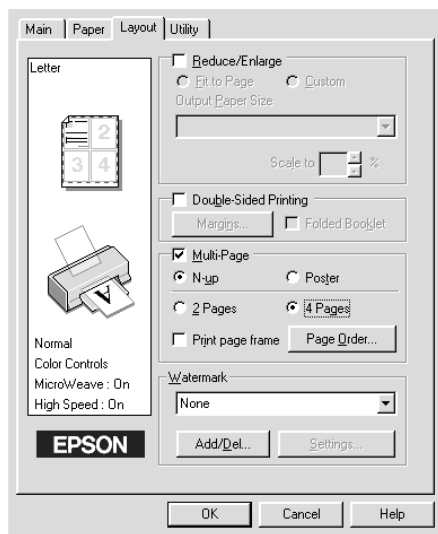 Main Paper Layout Utility
Letter
1 2
3 4
A
Normal
Color Controls
MicroWeave : On
High Speed : On
EPSON
Reduce/Enlarge
Fit to Page Custom
Output Paper Size
Scale to %
Double-Sided Printing
Margins... Folded Booklet
Multi-Page
N-up Poster
2 Pages 4 Pages
Print page frame Page Order...
Watermark
None
Add/Del... Settings...
OK Cancel Help